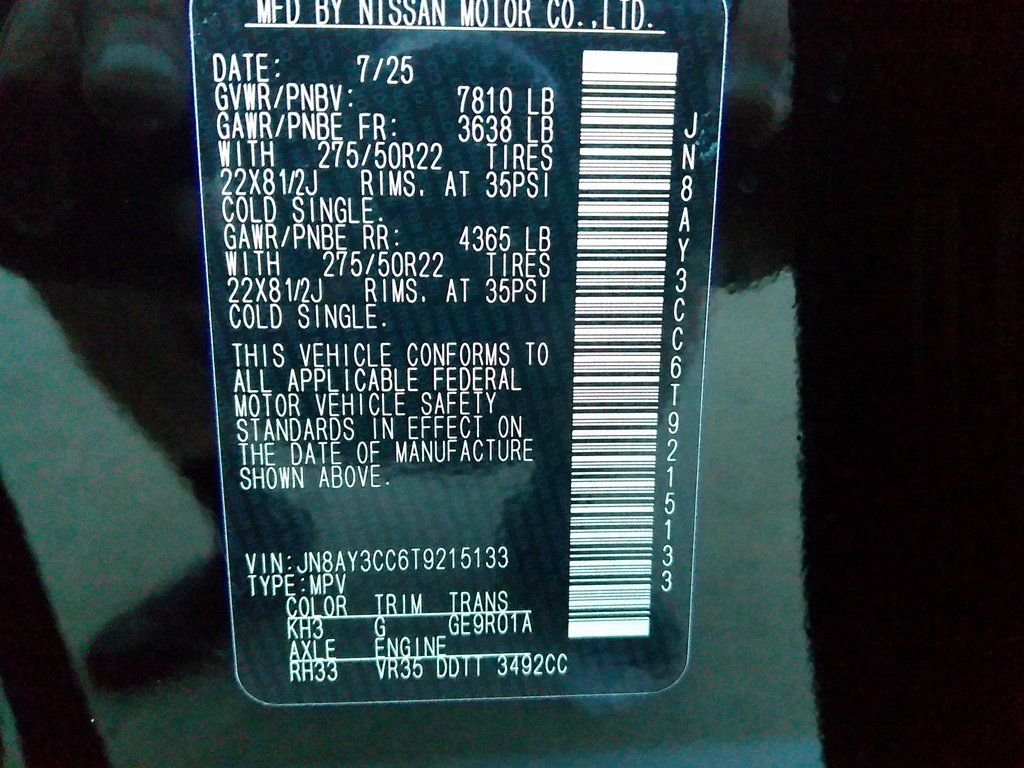 MFD BY NISSAN MOTOR CO.,LTD.
DATE: 7/25
GVWR/PNBV: 7810 LB
GAWR/PNBE FR: 3638 LB
WITH 275/50R22 TIRES
22X81/2J RIMS. AT 35PSI
COLD SINGLE.
GAWR/PNBE RR: 4365 LB
WITH 275/50R22 TIRES
22X81/2J RIMS. AT 35PSI
COLD SINGLE.
THIS VEHICLE CONFORMS TO
ALL APPLICABLE FEDERAL
MOTOR VEHICLE SAFETY
STANDARDS IN EFFECT ON
THE DATE OF MANUFACTURE
SHOWN ABOVE.
VIN:JN8AY3CC6T9215133
TYPE:MPV
COLOR TRIM TRANS
KH3 G GE9R01A
AXLE ENGINE
RH33 VR35 DDTT 3492CC
JN8AY3CC6T9215133